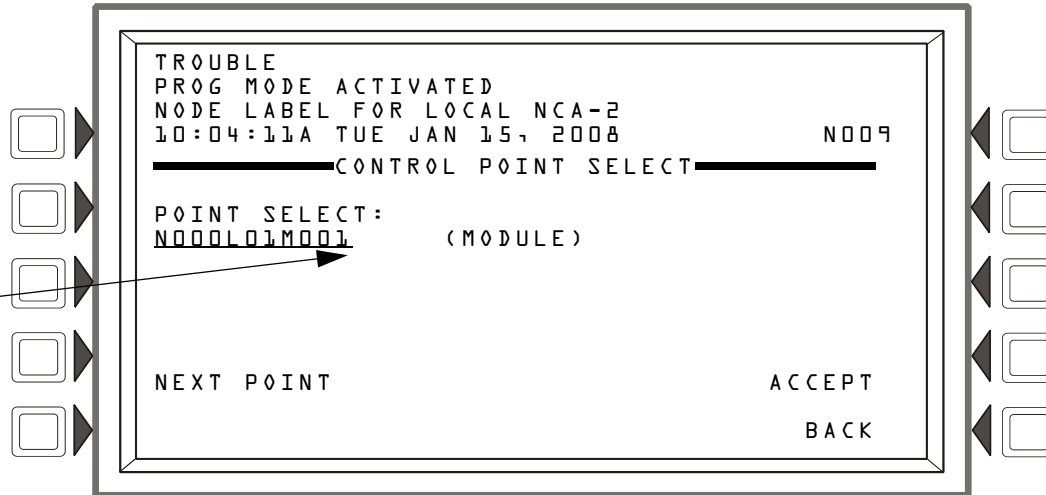 TROUBLE
PROG MODE ACTIVATED
NODE LABEL FOR LOCAL NCA-2
10:04:11A TUE JAN 15, 2008 N009
CONTROL POINT SELECT
POINT SELECT:
N000L01M001 (MODULE)
NEXT POINT ACCEPT
BACK